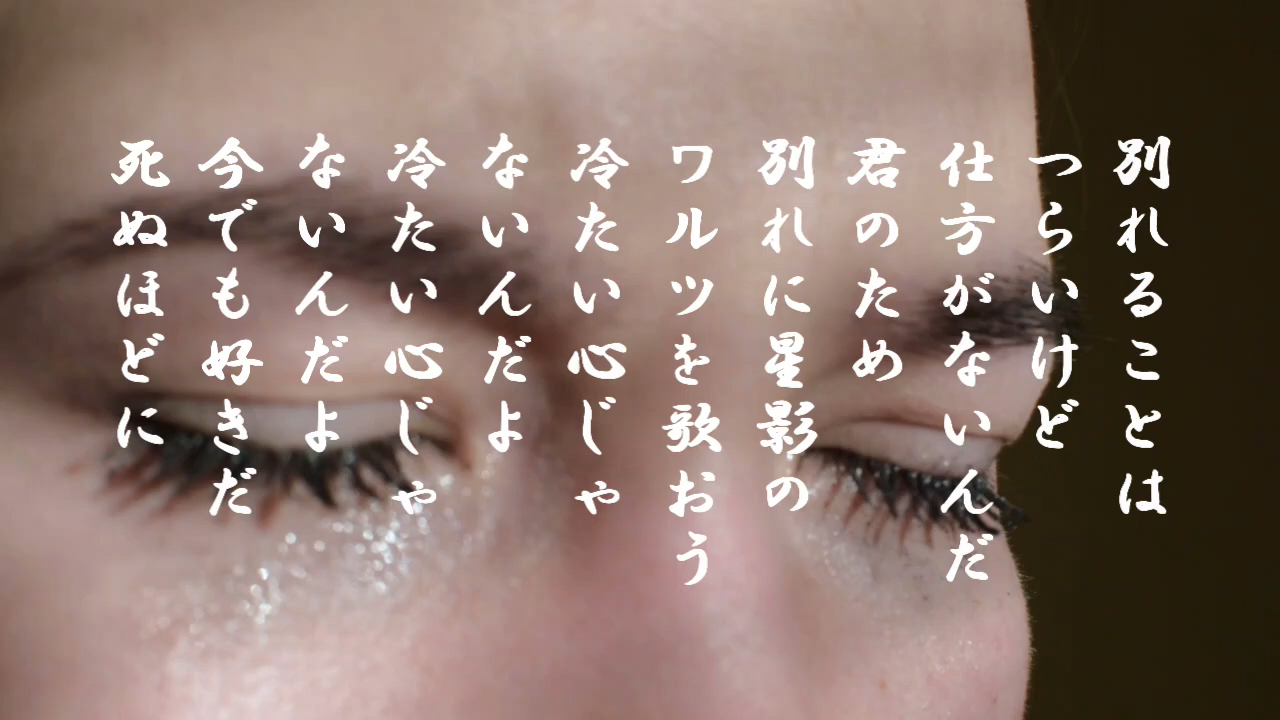 別れることは
つらいけど
仕方がないんだ
君のため
別れに星影の
ワルツを歌おう
冷たい心じゃ
ないんだよ
冷たい心じゃ
ないんだよ
今でも好きだ
死ぬほどに